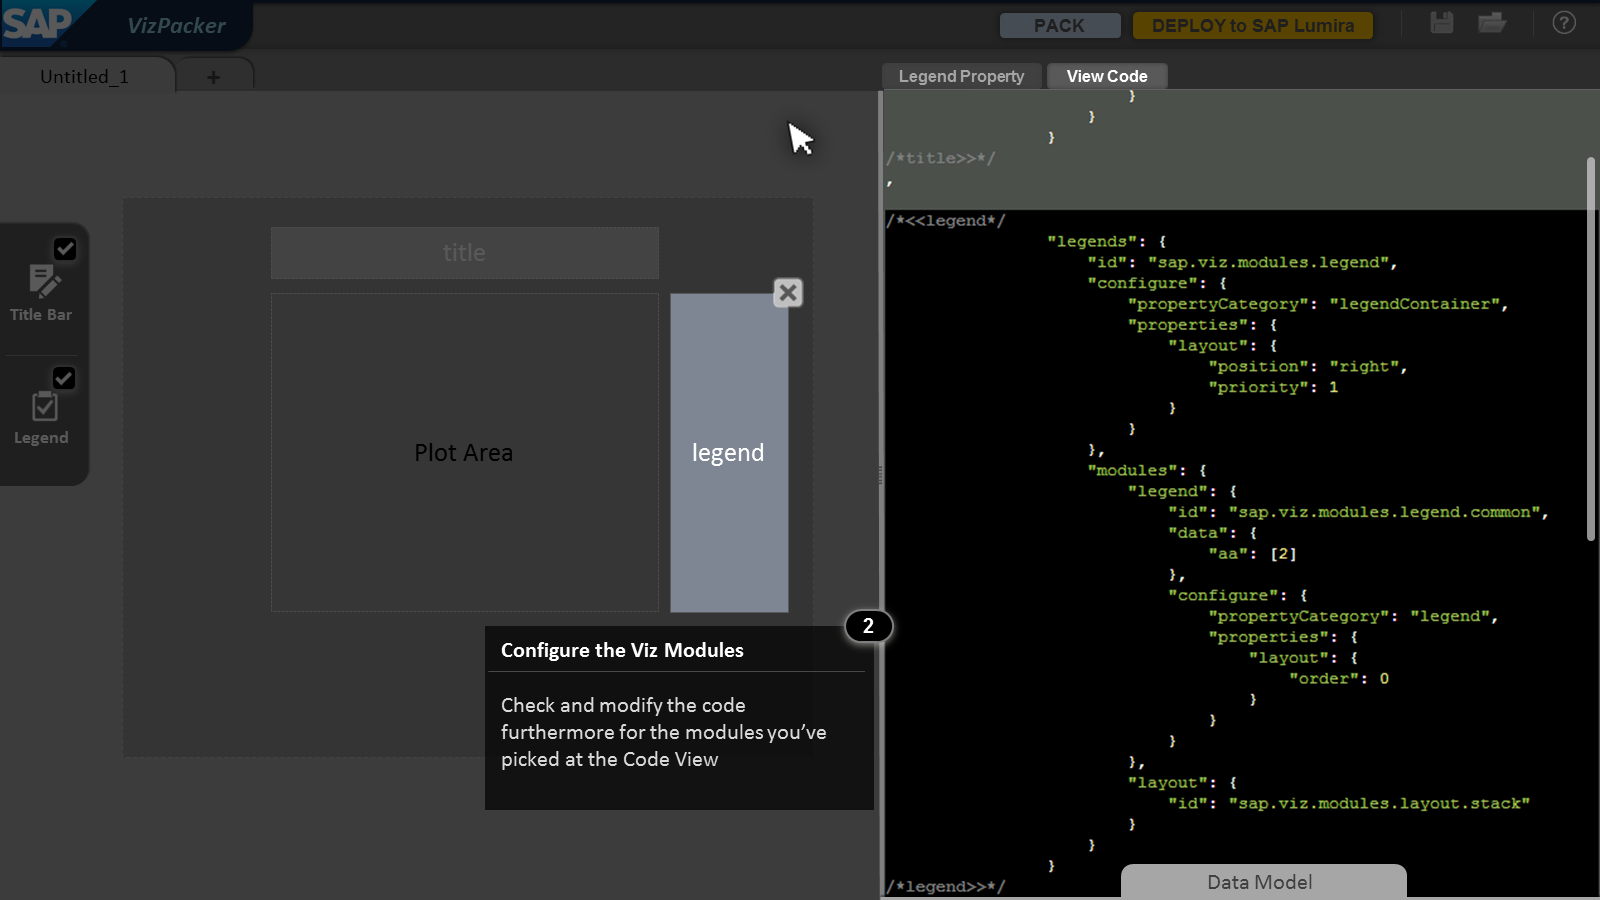 SAP
VizPacker
PACK
DEPLOY to SAP Lumira
?
Untitled_1
+
Legend Property
View Code
Title Bar
Legend
title
Plot Area
legend
2
Configure the Viz Modules
Check and modify the code
furthermore for the modules you’ve
picked at the Code View
}
}
}
/*title>>*/
,
/*<<legend*/
"legends": {
"id": "sap.viz.modules.legend",
"configure": {
"propertyCategory": "legendContainer",
"properties": {
"layout": {
"position": "right",
"priority": 1
}
}
},
"modules": {
"legend": {
"id": "sap.viz.modules.legend.common",
"data": {
"aa": [2]
},
"configure": {
"propertyCategory": "legend",
"properties": {
"layout": {
"order": 0
}
}
}
},
"layout": {
"id": "sap.viz.modules.layout.stack"
}
}
}
/*legend>>*/
Data Model